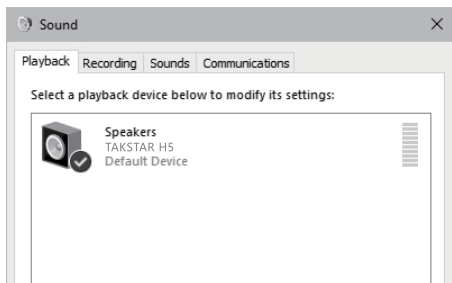 Sound
Playback Recording Sounds Communications
Select a playback device below to modify its settings:
Speakers
TAKSTAR H5
Default Device